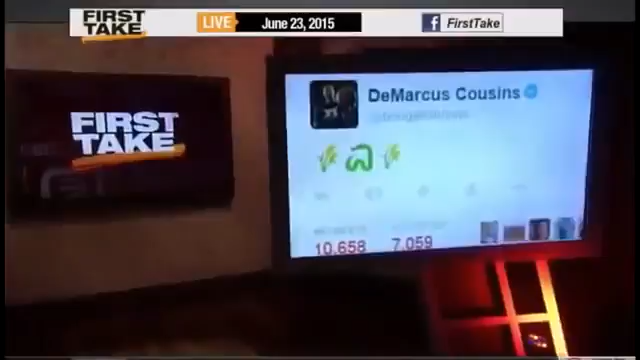 FIRST
TAKE
LIVE
June 23, 2015
FirstTake
FIRST
TAKE
DeMarcus Cousins
10,658
7,059